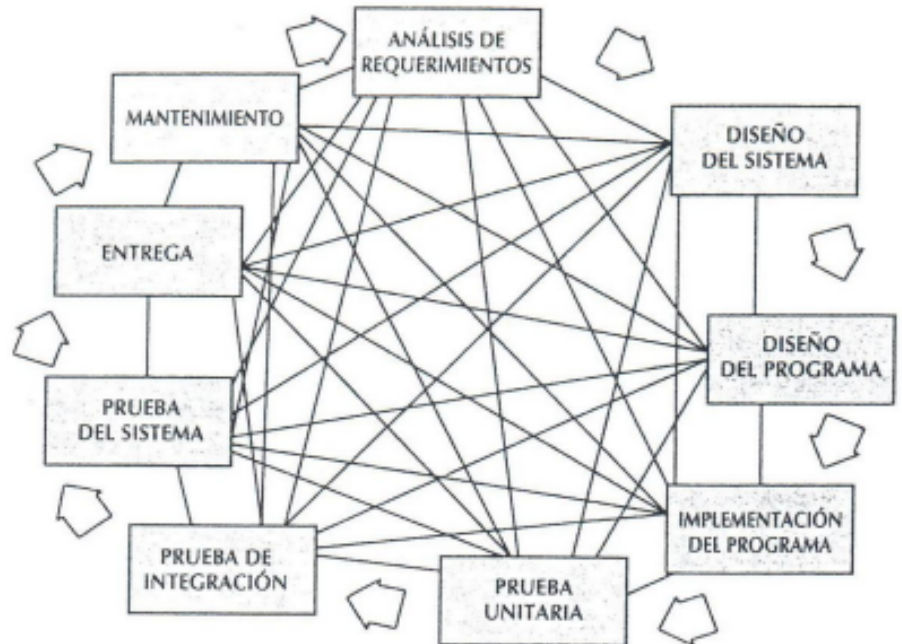 ANÁLISIS DE
REQUERIMIENTOS
MANTENIMIENTO
DISEÑO
DEL SISTEMA
ENTREGA
DISEÑO
DEL PROGRAMA
PRUEBA
DEL SISTEMA
IMPLEMENTACIÓN
DEL PROGRAMA
PRUEBA DE
INTEGRACIÓN
PRUEBA
UNITARIA